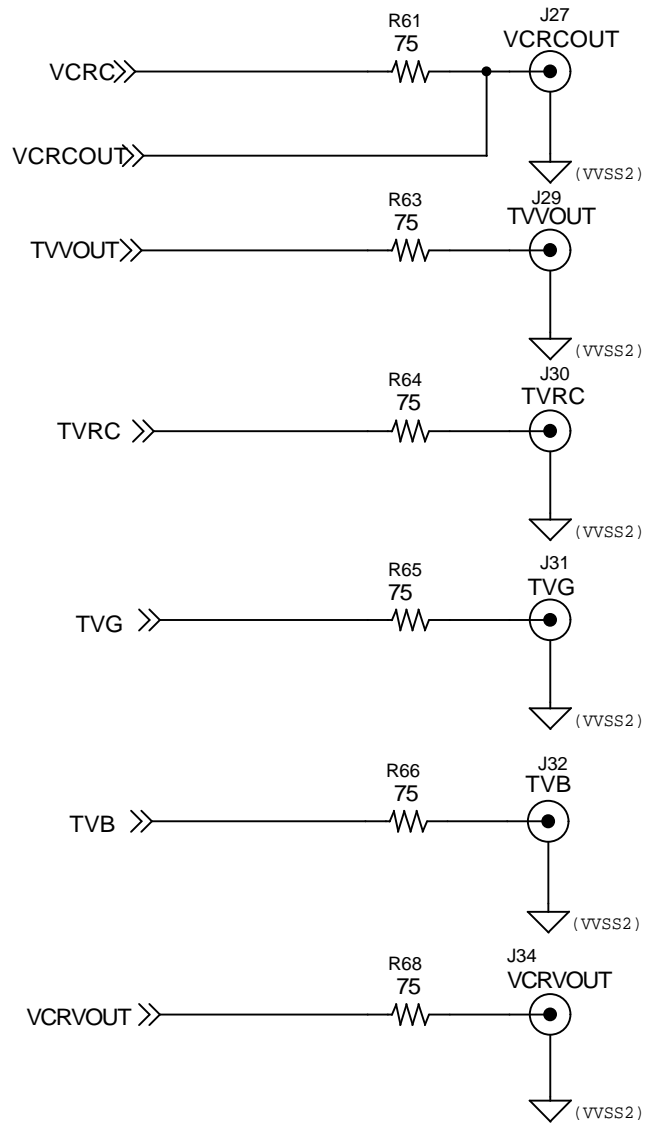 J27
R61
VCRCOUT
75
VCRC
VCRCOUT
(VVSS2)
J29
R63
TVVOUT
75
TVVOUT
(VVSS2)
J30
R64
TVRC
75
TVRC
(VVSS2)
J31
R65
TVG
75
TVG
(VVSS2)
J32
R66
TVB
75
TVB
(VVSS2)
J34
R68
VCRVOUT
75
VCRVOUT
(VVSS2)